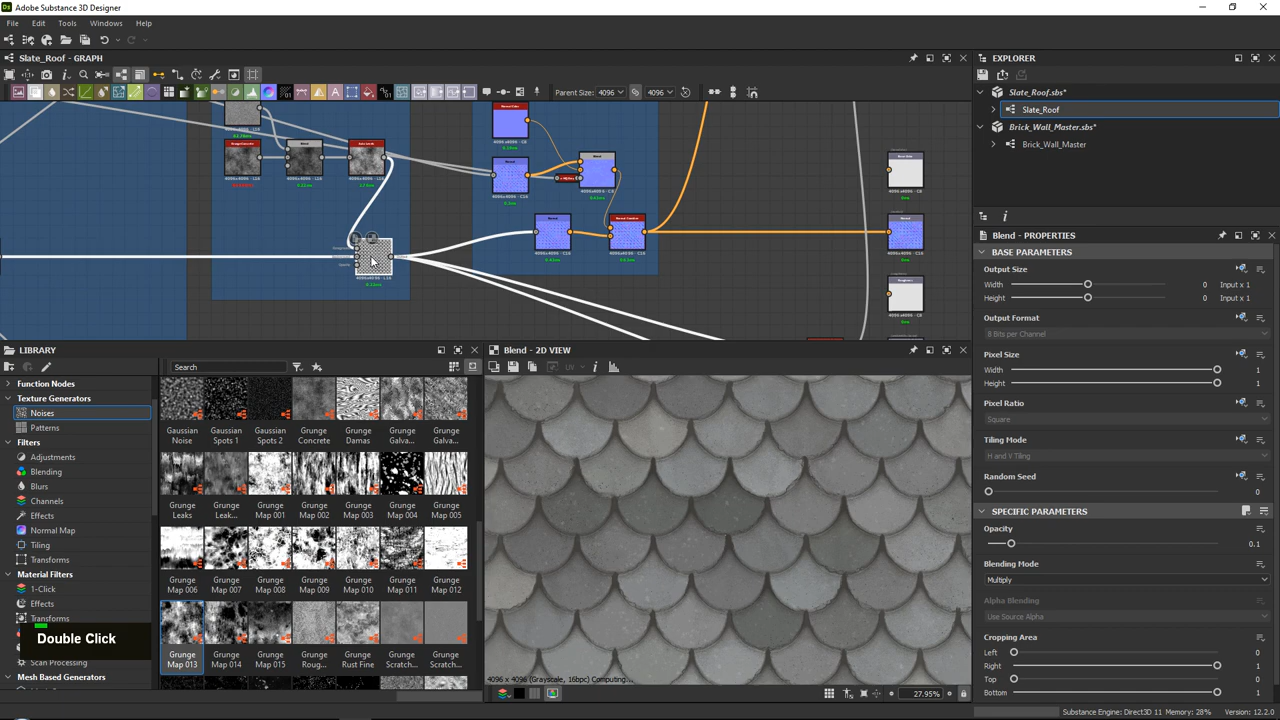 Adobe Substance 3D Designer
File Edit Tools Windows Help
Slate_Roof - GRAPH
Parent Size: 4096 4096
EXPLORER
Slate_Roof.sbs*
Slate_Roof
Brick_Wall_Master.sbs*
Brick_Wall_Master
Blend - PROPERTIES
BASE PARAMETERS
Output Size
Width 0 Input x 1
Height 0 Input x 1
Output Format
8 Bits per Channel
Pixel Size
Width 1
Height 1
Pixel Ratio
Square
Tiling Mode
H and V Tiling
Random Seed
0
SPECIFIC PARAMETERS
Opacity
0.1
Blending Mode
Multiply
Alpha Blending
Use Source Alpha
Cropping Area
Left 0
Right 1
Top 0
Bottom 1
LIBRARY
Search
Function Nodes
Texture Generators
Noises
Patterns
Filters
Adjustments
Blending
Blurs
Channels
Effects
Normal Map
Tiling
Transforms
Material Filters
1-Click
Effects
Transforms
Scan Processing
Mesh Based Generators
Double Click
Gaussian Noise
Gaussian Spots 1
Gaussian Spots 2
Grunge Concrete
Grunge Damas
Grunge Galva...
Grunge Galva...
Grunge Leaks
Grunge Leak...
Grunge Map 001
Grunge Map 002
Grunge Map 003
Grunge Map 004
Grunge Map 005
Grunge Map 006
Grunge Map 007
Grunge Map 008
Grunge Map 009
Grunge Map 010
Grunge Map 011
Grunge Map 012
Grunge Map 013
Grunge Map 014
Grunge Map 015
Grunge Roug...
Grunge Rust Fine
Grunge Scratch...
Grunge Scratch...
Blend - 2D VIEW
UV
4096 x 4096 (Grayscale, 16bpc) Computing...
27.95%
Substance Engine: Direct3D 11 Memory: 28% Version: 12.2.0